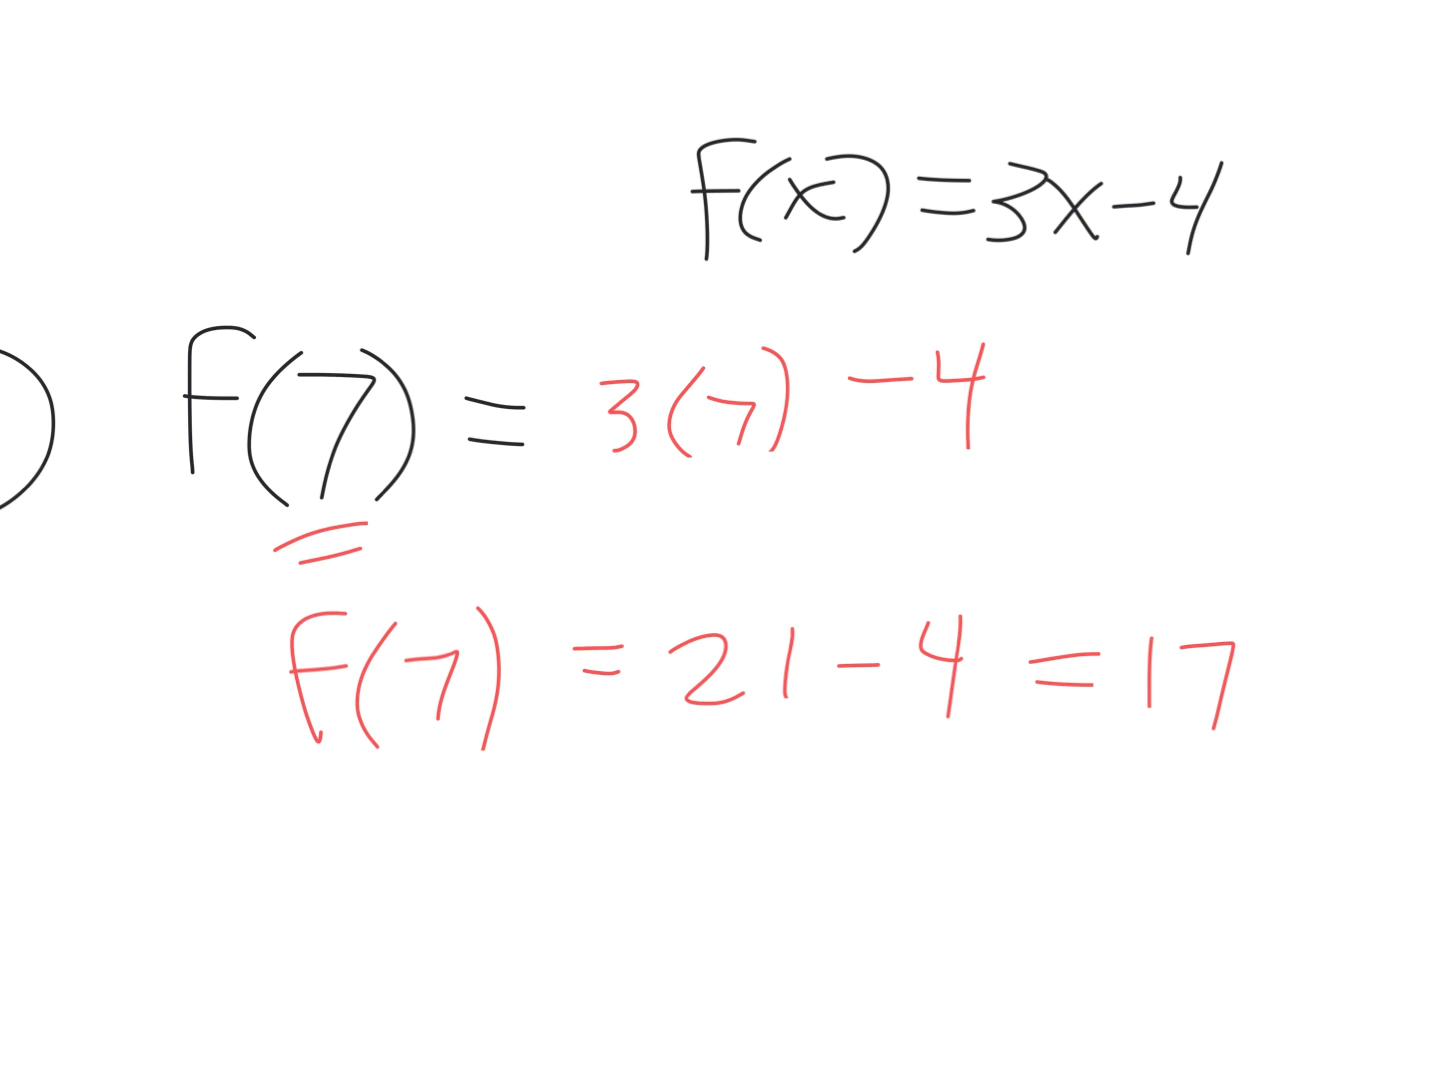 F(x) = 3x - 4
) F(7) = 3(7) - 4
F(7) = 21 - 4 = 17